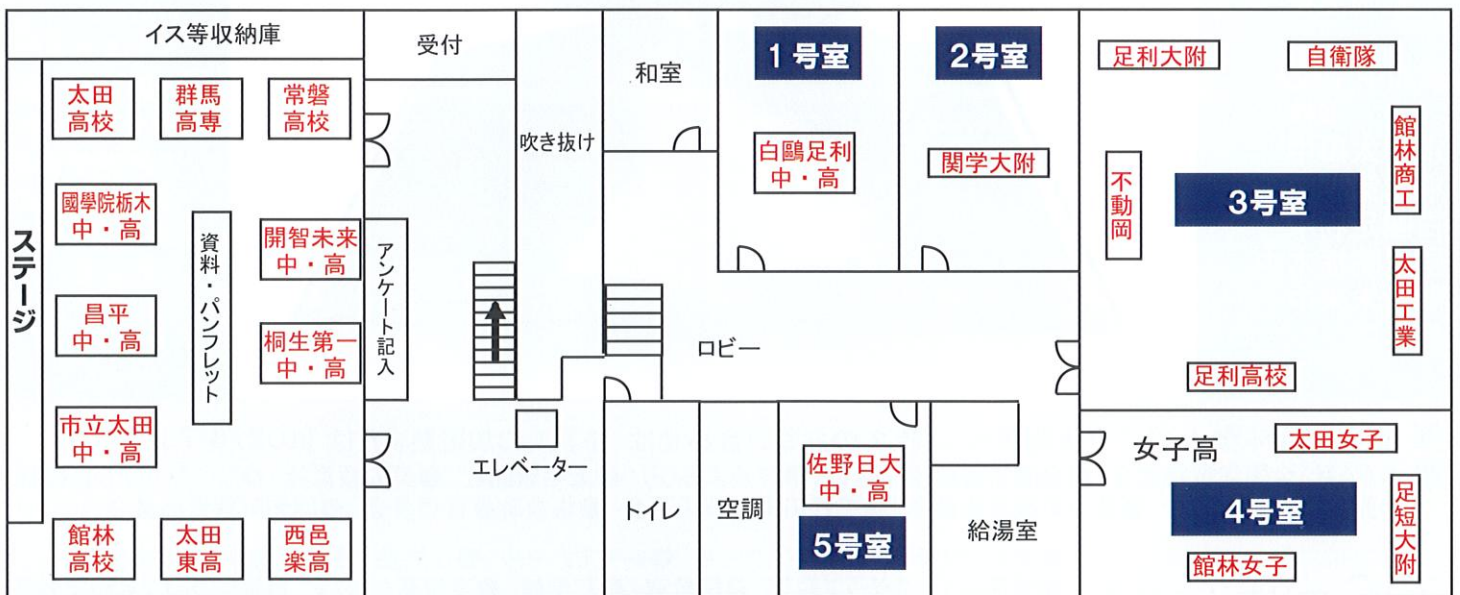 イス等収納庫
ステージ
太田
高校
群馬
高専
常磐
高校
國學院栃木
中・高
資料・パンフレット
開智未来
中・高
昌平
中・高
桐生第一
中・高
市立太田
中・高
館林
高校
太田
東高
西邑
楽高
受付
アンケート記入
吹き抜け
エレベーター
和室
1号室
白鷗足利
中・高
2号室
関学大附
ロビー
トイレ
空調
佐野日大
中・高
5号室
給湯室
足利大附
自衛隊
不動岡
3号室
館林商工
太田工業
足利高校
女子高
太田女子
4号室
足短大附
館林女子